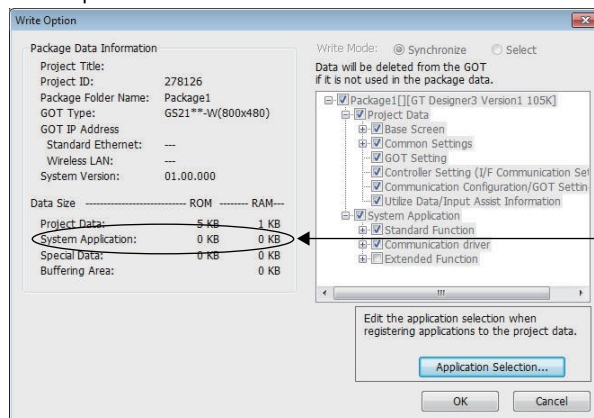 Write Option
Package Data Information
Project Title:
Project ID: 278126
Package Folder Name: Package1
GOT Type: GS21**-W(800x480)
GOT IP Address
Standard Ethernet: ---
Wireless LAN: ---
System Version: 01.00.000
Data Size ---------------------------- ROM -------- RAM---
Project Data: 5 KB 1 KB
System Application: 0 KB 0 KB
Special Data: 0 KB 0 KB
Buffering Area: 0 KB
Write Mode: Synchronize Select
Data will be deleted from the GOT
if it is not used in the package data.
Package1[][GT Designer3 Version1 105K]
Project Data
Base Screen
Common Settings
GOT Setting
Controller Setting (I/F Communication Set
Communication Configuration/GOT Settin
Utilize Data/Input Assist Information
System Application
Standard Function
Communication driver
Extended Function
Edit the application selection when
registering applications to the project data.
Application Selection...
OK Cancel